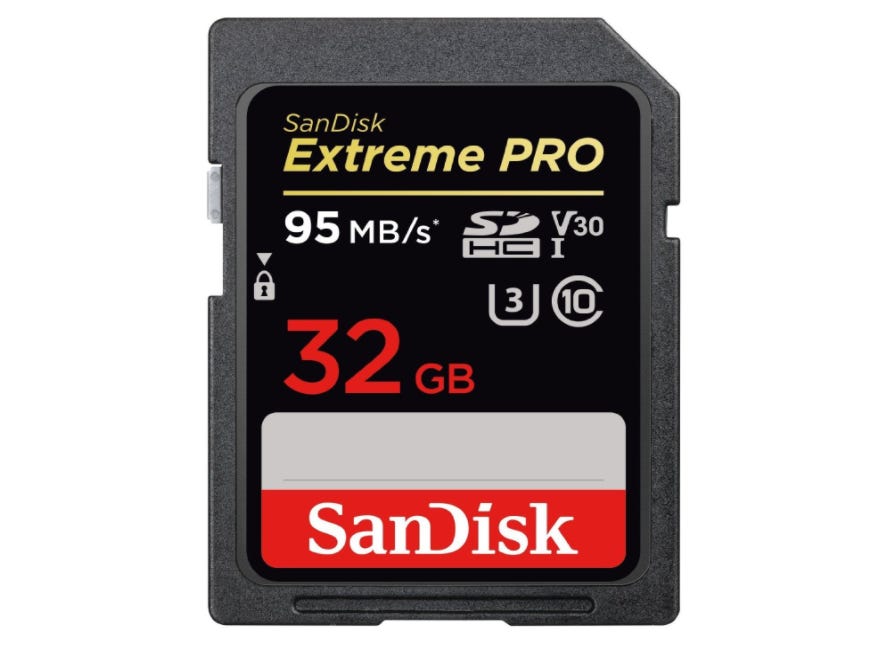 SanDisk
Extreme PRO
95 MB/s*
SD HC I V30
3 10
32 GB
SanDisk